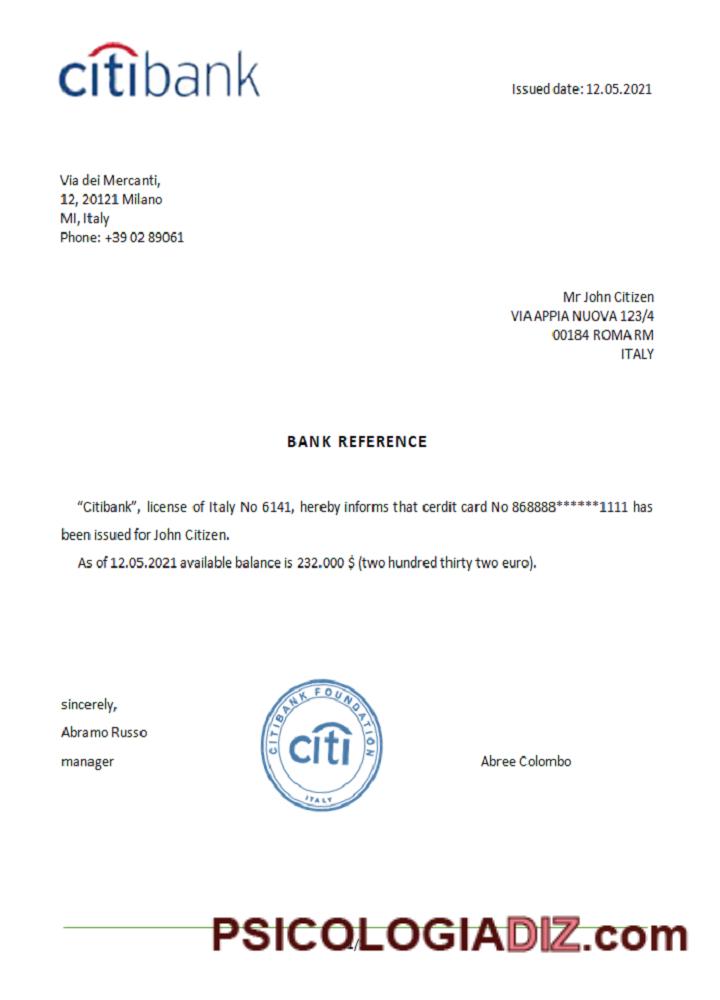 citibank
Issued date: 12.05.2021
Via dei Mercanti,
12, 20121 Milano
MI, Italy
Phone: +39 02 89061
Mr John Citizen
VIA APPIA NUOVA 123/4
00184 ROMA RM
ITALY
BANK REFERENCE
“Citibank”, license of Italy No 6141, hereby informs that cerdit card No 868888******1111 has
been issued for John Citizen.
As of 12.05.2021 available balance is 232.000 $ (two hundred thirty two euro).
sincerely,
Abramo Russo
manager
CITIBANK FOUNDATION
citi
ITALY
Abree Colombo
PSICOLOGIADIZ.com